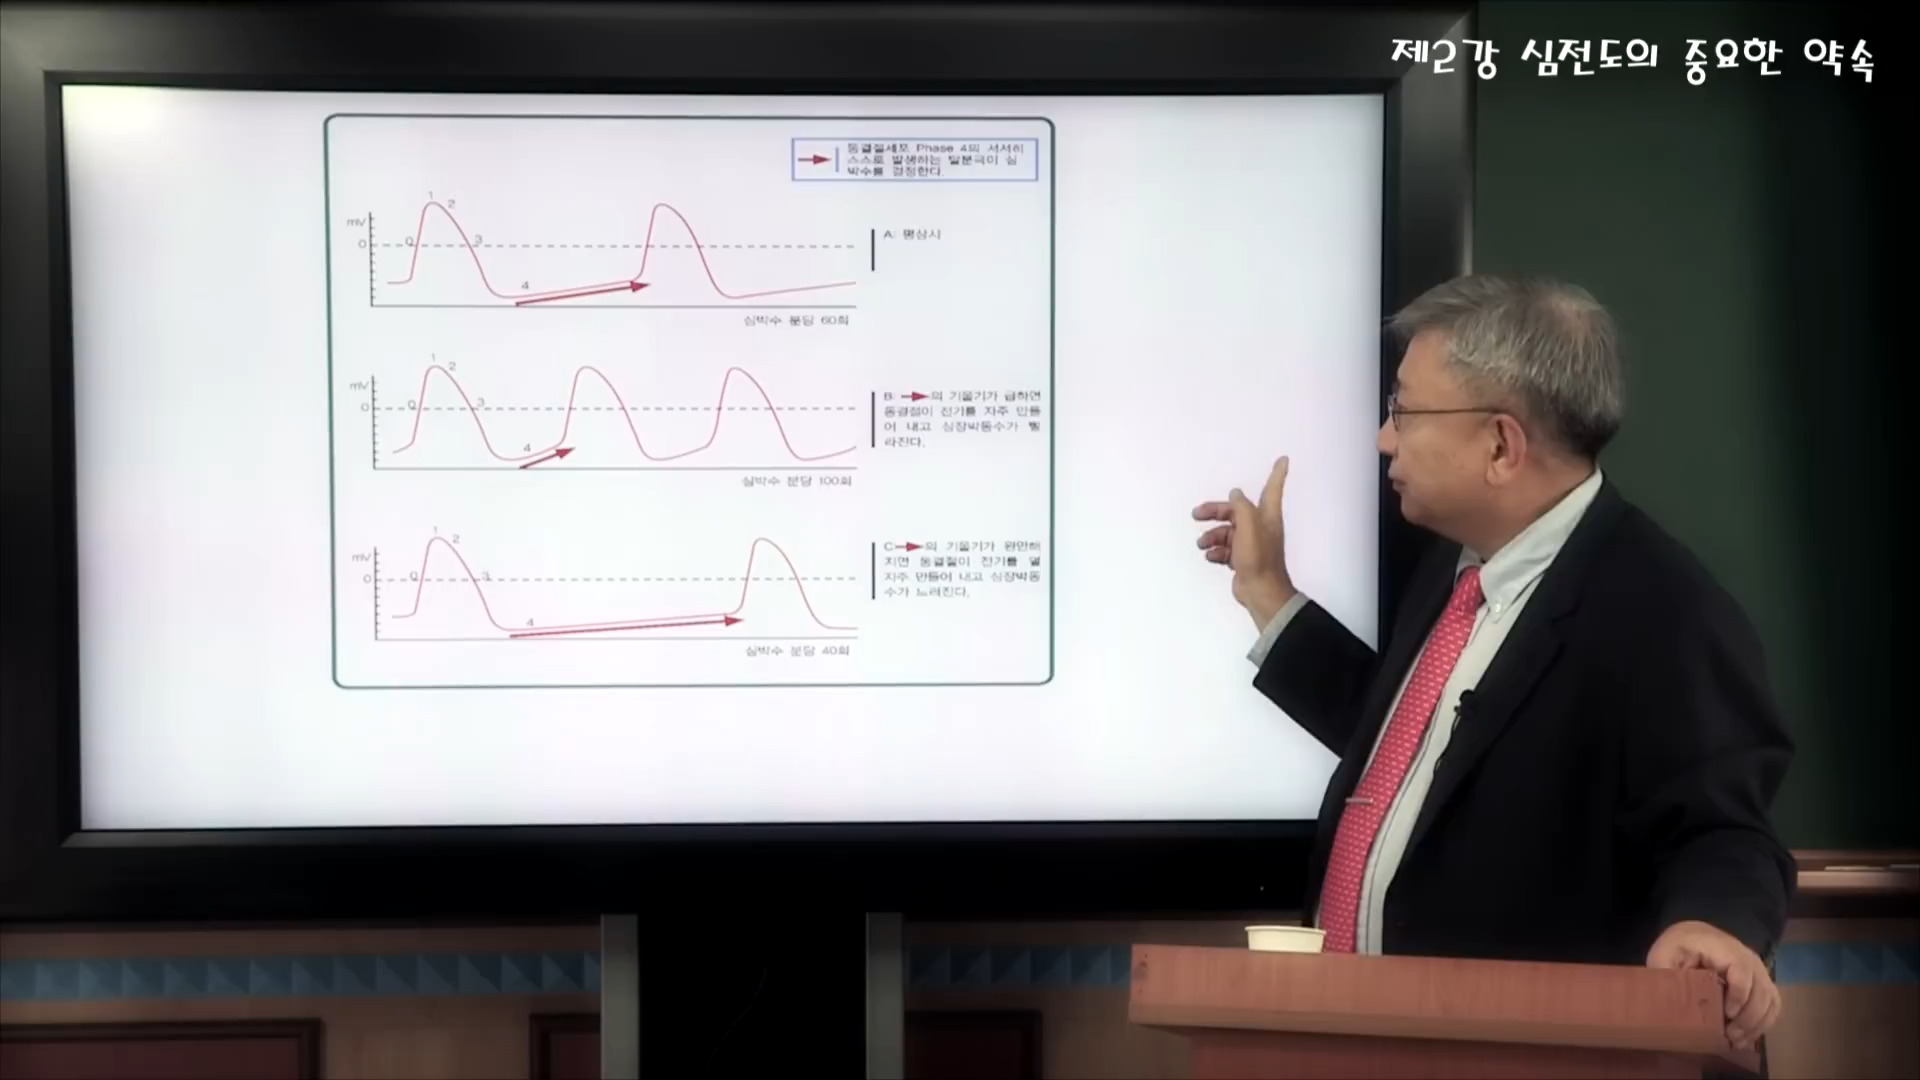 제2강 심전도의 중요한 약속
동결절세포 Phase 4의 서서히
스스로 발생하는 탈분극이 심
박수를 결정한다.
1
2
mV
0
0
3
4
A: 평상시
심박수 분당 60회
1
2
mV
0
0
3
4
B: 의 기울기가 급하면
동결절이 전기를 자주 만들
어 내고 심장박동수가 빨
라진다.
심박수 분당 100회
1
2
mV
0
0
3
4
C: 의 기울기가 완만해
지면 동결절이 전기를 덜
자주 만들어 내고 심장박동
수가 느려진다.
심박수 분당 40회